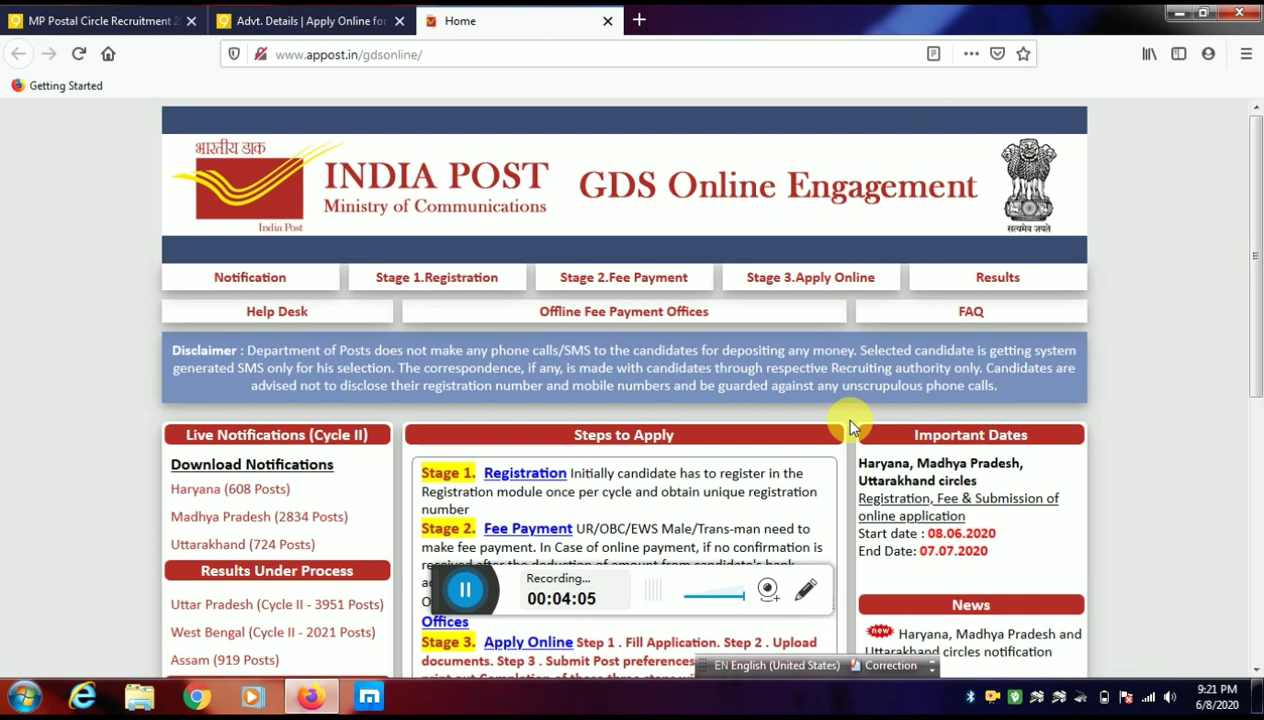 MP Postal Circle Recruitment 2
Advt. Details | Apply Online for
Home
www.appost.in/gdsonline/
Getting Started
भारतीय डाक
India Post
INDIA POST
Ministry of Communications
GDS Online Engagement
सत्यमेव जयते
Notification
Stage 1.Registration
Stage 2.Fee Payment
Stage 3.Apply Online
Results
Help Desk
Offline Fee Payment Offices
FAQ
Disclaimer : Department of Posts does not make any phone calls/SMS to the candidates for depositing any money. Selected candidate is getting system
generated SMS only for his selection. The correspondence, if any, is made with candidates through respective Recruiting authority only. Candidates are
advised not to disclose their registration number and mobile numbers and be guarded against any unscrupulous phone calls.
Live Notifications (Cycle II)
Download Notifications
Haryana (608 Posts)
Madhya Pradesh (2834 Posts)
Uttarakhand (724 Posts)
Results Under Process
Uttar Pradesh (Cycle II - 3951 Posts)
West Bengal (Cycle II - 2021 Posts)
Assam (919 Posts)
Steps to Apply
Stage 1. Registration Initially candidate has to register in the
Registration module once per cycle and obtain unique registration
number
Stage 2. Fee Payment UR/OBC/EWS Male/Trans-man need to
make fee payment. In Case of online payment, if no confirmation is
received after the deduction of amount from candidate's bank
Offices
Stage 3. Apply Online Step 1 . Fill Application. Step 2 . Upload
documents. Step 3 . Submit Post preferences
Recording...
00:04:05
Important Dates
Haryana, Madhya Pradesh,
Uttarakhand circles
Registration, Fee & Submission of
online application
Start date : 08.06.2020
End Date: 07.07.2020
News
new Haryana, Madhya Pradesh and
Uttarakhand circles notification
EN English (United States)
Correction
9:21 PM
6/8/2020